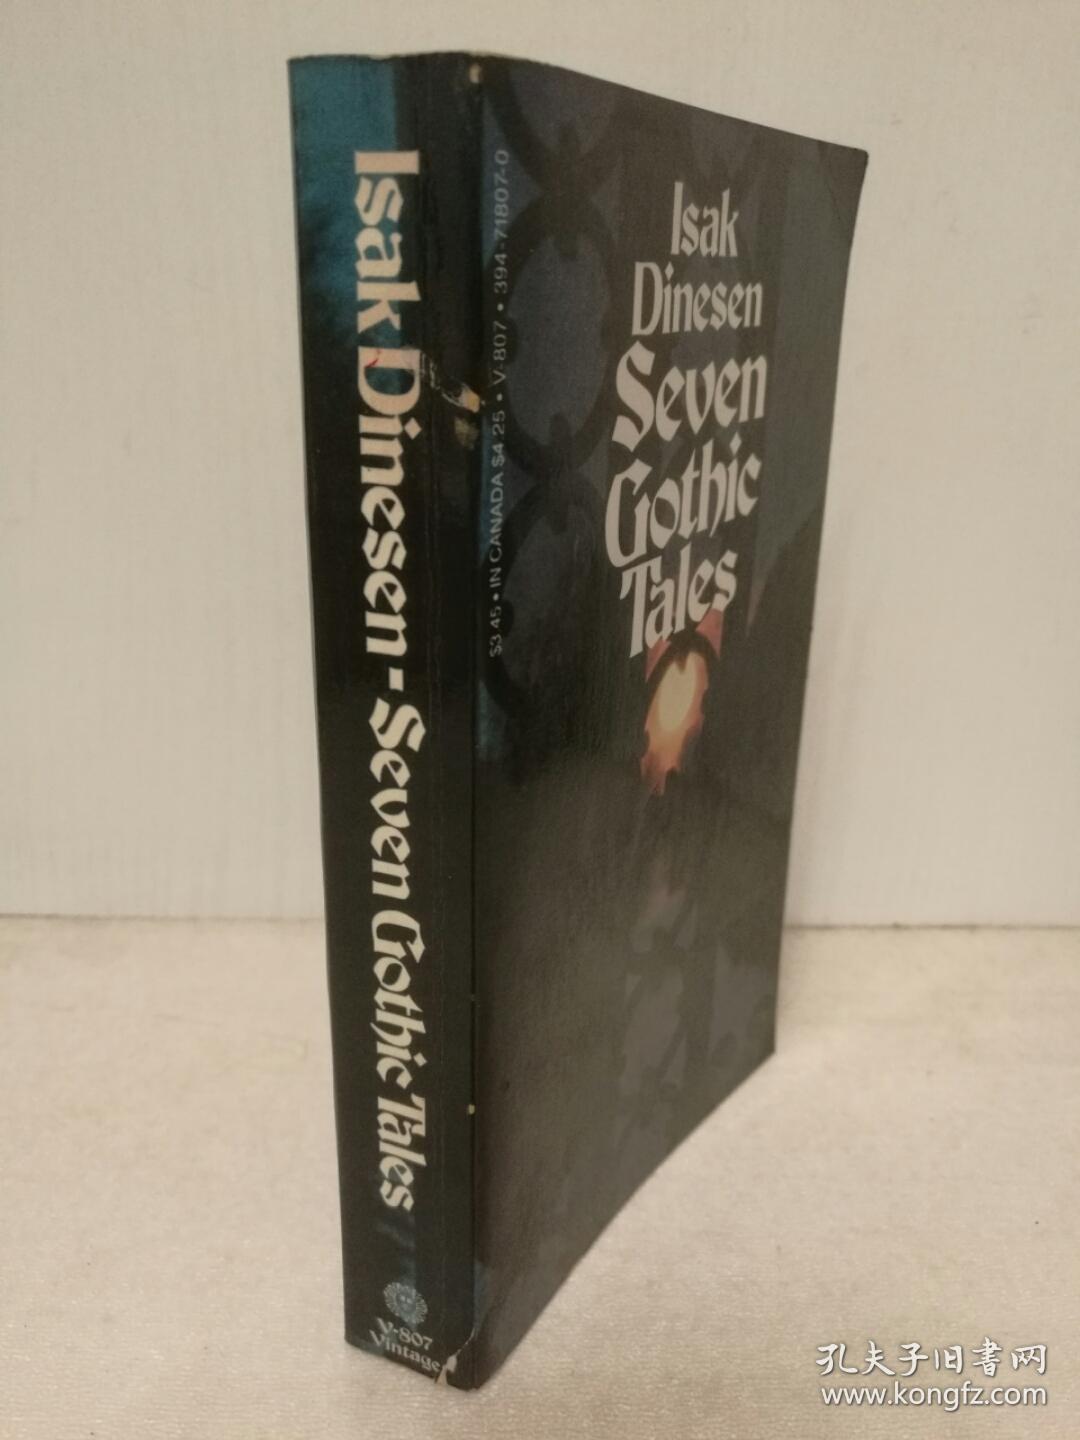 Isak Dinesen - Seven Gothic Tales
V-807
Vintage
$3.45 • IN CANADA $4.25 • V-807 • 394-71807-0
Isak
Dinesen
Seven
Gothic
Tales
孔夫子旧書网
www.kongfz.com